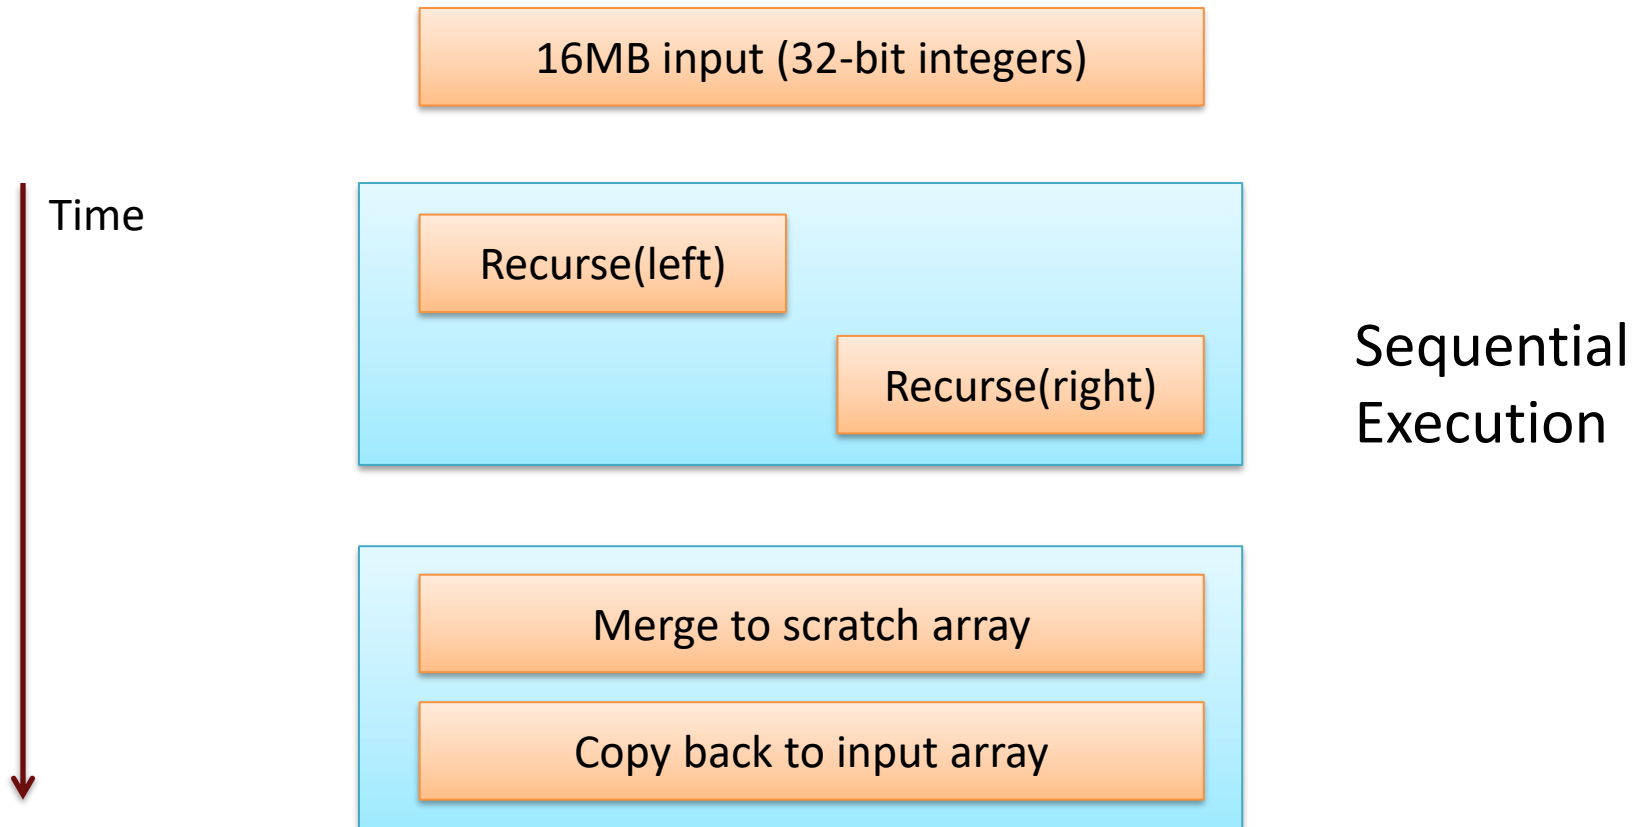 16MB input (32-bit integers)
Time
Recurse(left)
Recurse(right)
Sequential
Execution
Merge to scratch array
Copy back to input array